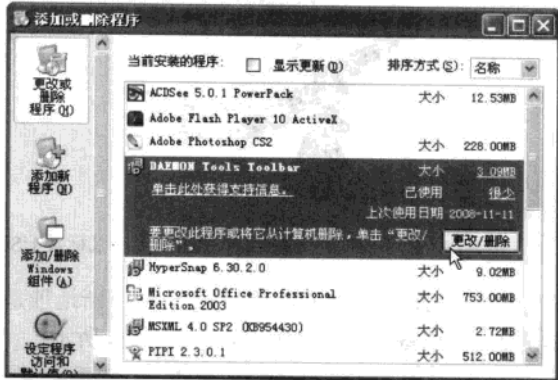 添加或删除程序
更改或
删除
程序(H)
添加新
程序(N)
添加/删除
Windows
组件(A)
设定程序
访问和
当前安装的程序: 显示更新(D) 排序方式(S): 名称
ACDSee 5.0.1 PowerPack 大小 12.53MB
Adobe Flash Player 10 ActiveX
Adobe Photoshop CS2 大小 228.00MB
DAEMON Tools Toolbar 大小 3.09MB
单击此处获得支持信息。 已使用 很少
上次使用日期 2008-11-11
要更改此程序或将它从计算机删除,单击“更改/
删除”。 更改/删除
HyperSnap 6.30.2.0 大小 9.02MB
Microsoft Office Professional
Edition 2003 大小 753.00MB
MSXML 4.0 SP2 (KB954430) 大小 2.72MB
PIPI 2.3.0.1 大小 512.00MB